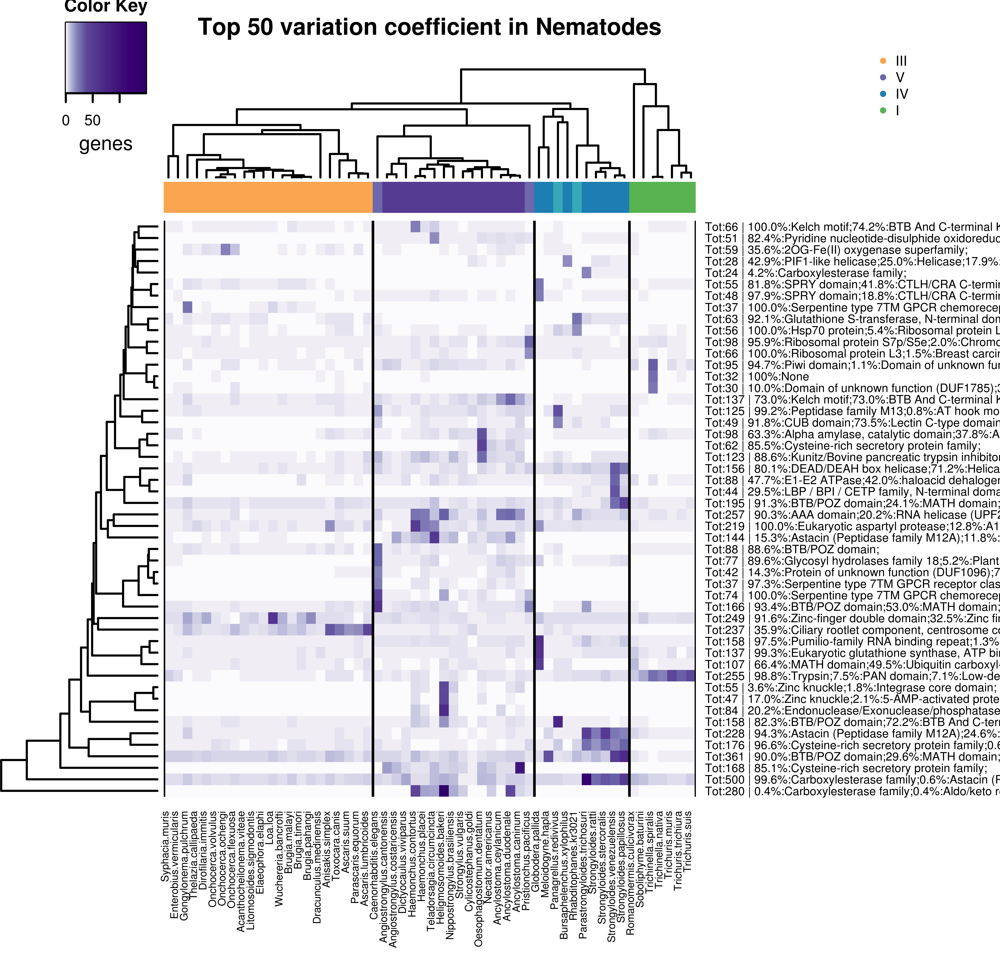 Color Key
Top 50 variation coefficient in Nematodes
0 50
genes
III
V
IV
I
Tot:66 | 100.0%:Kelch motif;74.2%:BTB And C-terminal K
Tot:51 | 82.4%:Pyridine nucleotide-disulphide oxidoreduc
Tot:59 | 35.6%:2OG-Fe(II) oxygenase superfamily;
Tot:28 | 42.9%:PIF1-like helicase;25.0%:Helicase;17.9%:
Tot:24 | 4.2%:Carboxylesterase family;
Tot:55 | 81.8%:SPRY domain;41.8%:CTLH/CRA C-termin
Tot:48 | 97.9%:SPRY domain;18.8%:CTLH/CRA C-termin
Tot:37 | 100.0%:Serpentine type 7TM GPCR chemorecep
Tot:63 | 92.1%:Glutathione S-transferase, N-terminal dom
Tot:56 | 100.0%:Hsp70 protein;5.4%:Ribosomal protein L
Tot:98 | 95.9%:Ribosomal protein S7p/S5e;2.0%:Chromo
Tot:66 | 100.0%:Ribosomal protein L3;1.5%:Breast carcin
Tot:95 | 94.7%:Piwi domain;1.1%:Domain of unknown fun
Tot:32 | 100%:None
Tot:30 | 10.0%:Domain of unknown function (DUF1785);3
Tot:137 | 73.0%:Kelch motif;73.0%:BTB And C-terminal K
Tot:125 | 99.2%:Peptidase family M13;0.8%:AT hook mo
Tot:49 | 91.8%:CUB domain;73.5%:Lectin C-type domain
Tot:98 | 63.3%:Alpha amylase, catalytic domain;37.8%:A
Tot:62 | 85.5%:Cysteine-rich secretory protein family;
Tot:123 | 88.6%:Kunitz/Bovine pancreatic trypsin inhibitor
Tot:156 | 80.1%:DEAD/DEAH box helicase;71.2%:Helica
Tot:88 | 47.7%:E1-E2 ATPase;42.0%:haloacid dehalogen
Tot:44 | 29.5%:LBP / BPI / CETP family, N-terminal doma
Tot:195 | 91.3%:BTB/POZ domain;24.1%:MATH domain;
Tot:257 | 90.3%:AAA domain;20.2%:RNA helicase (UPF2
Tot:219 | 100.0%:Eukaryotic aspartyl protease;12.8%:A1
Tot:144 | 15.3%:Astacin (Peptidase family M12A);11.8%:
Tot:88 | 88.6%:BTB/POZ domain;
Tot:77 | 89.6%:Glycosyl hydrolases family 18;5.2%:Plant
Tot:42 | 14.3%:Protein of unknown function (DUF1096);7
Tot:37 | 97.3%:Serpentine type 7TM GPCR receptor clas
Tot:74 | 100.0%:Serpentine type 7TM GPCR chemorecep
Tot:166 | 93.4%:BTB/POZ domain;53.0%:MATH domain;
Tot:249 | 91.6%:Zinc-finger double domain;32.5%:Zinc fin
Tot:237 | 35.9%:Ciliary rootlet component, centrosome co
Tot:158 | 97.5%:Pumilio-family RNA binding repeat;1.3%
Tot:137 | 99.3%:Eukaryotic glutathione synthase, ATP bin
Tot:107 | 66.4%:MATH domain;49.5%:Ubiquitin carboxyl-
Tot:255 | 98.8%:Trypsin;7.5%:PAN domain;7.1%:Low-de
Tot:55 | 3.6%:Zinc knuckle;1.8%:Integrase core domain;
Tot:47 | 17.0%:Zinc knuckle;2.1%:5-AMP-activated prote
Tot:84 | 20.2%:Endonuclease/Exonuclease/phosphatase
Tot:158 | 82.3%:BTB/POZ domain;72.2%:BTB And C-term
Tot:228 | 94.3%:Astacin (Peptidase family M12A);24.6%:
Tot:176 | 96.6%:Cysteine-rich secretory protein family;0.6
Tot:361 | 90.0%:BTB/POZ domain;29.6%:MATH domain;
Tot:168 | 85.1%:Cysteine-rich secretory protein family;
Tot:500 | 99.6%:Carboxylesterase family;0.6%:Astacin (P
Tot:280 | 0.4%:Carboxylesterase family;0.4%:Aldo/keto r
Syphacia.muris
Enterobius.vermicularis
Gongylonema.pulchrum
Thelazia.callipaeda
Dirofilaria.immitis
Onchocerca.volvulus
Onchocerca.ochengi
Onchocerca.flexuosa
Acanthocheilonema.viteae
Litomosoides.sigmodontis
Elaeophora.elaphi
Loa.loa
Wuchereria.bancrofti
Brugia.malayi
Brugia.timori
Brugia.pahangi
Dracunculus.medinensis
Anisakis.simplex
Toxocara.canis
Ascaris.suum
Parascaris.equorum
Ascaris.lumbricoides
Caenorhabditis.elegans
Angiostrongylus.cantonensis
Angiostrongylus.costaricensis
Dictyocaulus.viviparus
Haemonchus.contortus
Haemonchus.placei
Teladorsagia.circumcincta
Heligmosomoides.bakeri
Nippostrongylus.brasiliensis
Strongylus.vulgaris
Cylicostephanus.goldi
Oesophagostomum.dentatum
Necator.americanus
Ancylostoma.ceylanicum
Ancylostoma.duodenale
Ancylostoma.caninum
Pristionchus.pacificus
Globodera.pallida
Meloidogyne.hapla
Panagrellus.redivivus
Bursaphelenchus.xylophilus
Rhabditophanes.kr3021
Parastrongyloides.trichosuri
Strongyloides.ratti
Strongyloides.stercoralis
Strongyloides.venezuelensis
Strongyloides.papillosus
Romanomermis.culicivorax
Soboliphyme.baturini
Trichinella.spiralis
Trichinella.nativa
Trichuris.muris
Trichuris.trichiura
Trichuris.suis